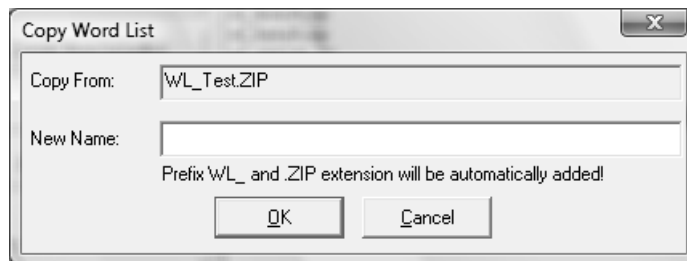 Copy Word List
Copy From: WL_Test.ZIP
New Name:
Prefix WL_ and .ZIP extension will be automatically added!
OK Cancel